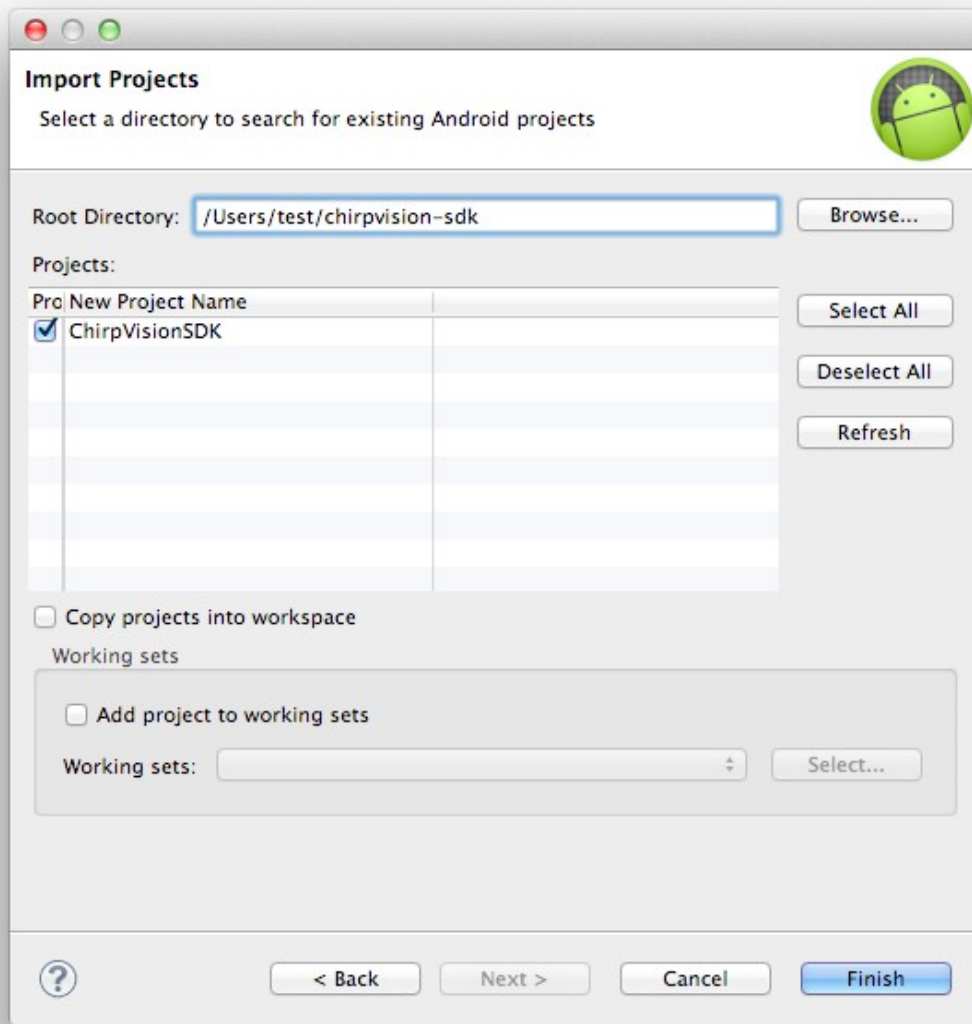 Import Projects
Select a directory to search for existing Android projects
Root Directory: /Users/test/chirpvision-sdk Browse...
Projects:
Pro New Project Name
Select All
ChirpVisionSDK
Deselect All
Refresh
Copy projects into workspace
Working sets
Add project to working sets
Working sets: Select...
? < Back Next > Cancel Finish